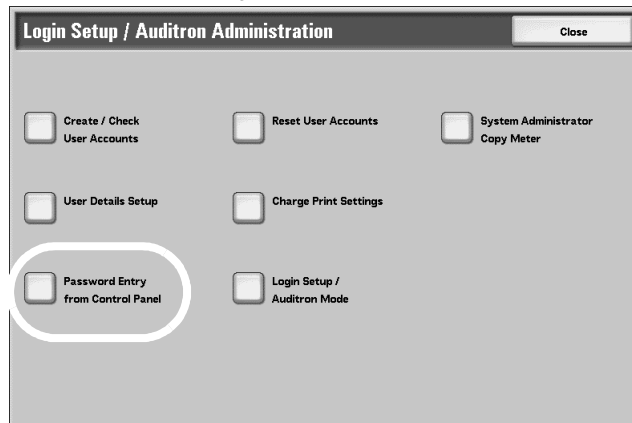 Login Setup / Auditron Administration
Close
Create / Check
User Accounts
Reset User Accounts
System Administrator
Copy Meter
User Details Setup
Charge Print Settings
Password Entry
from Control Panel
Login Setup /
Auditron Mode